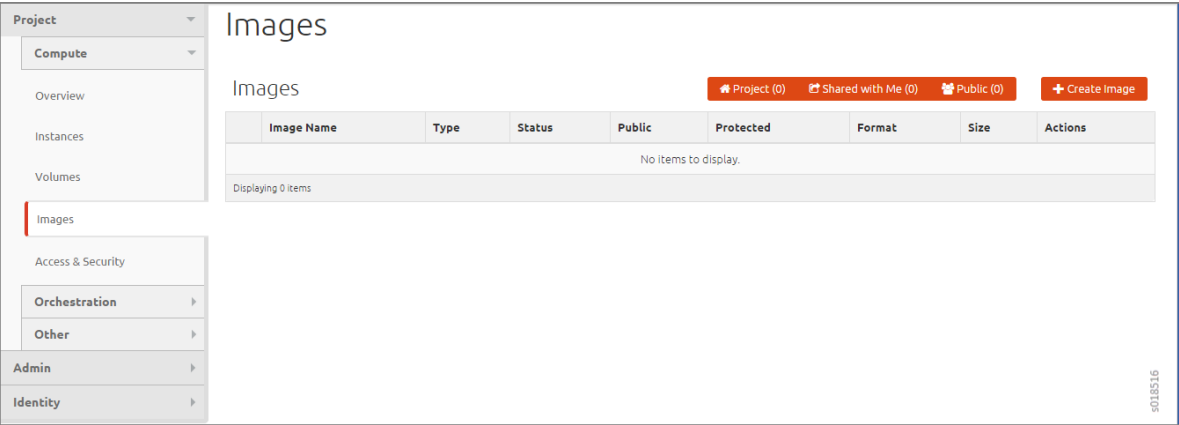 Project
Compute
Overview
Instances
Volumes
Images
Access & Security
Orchestration
Other
Admin
Identity
Images
Images
Project (0) Shared with Me (0) Public (0) Create Image
Image Name Type Status Public Protected Format Size Actions
No items to display.
Displaying 0 items
s018516